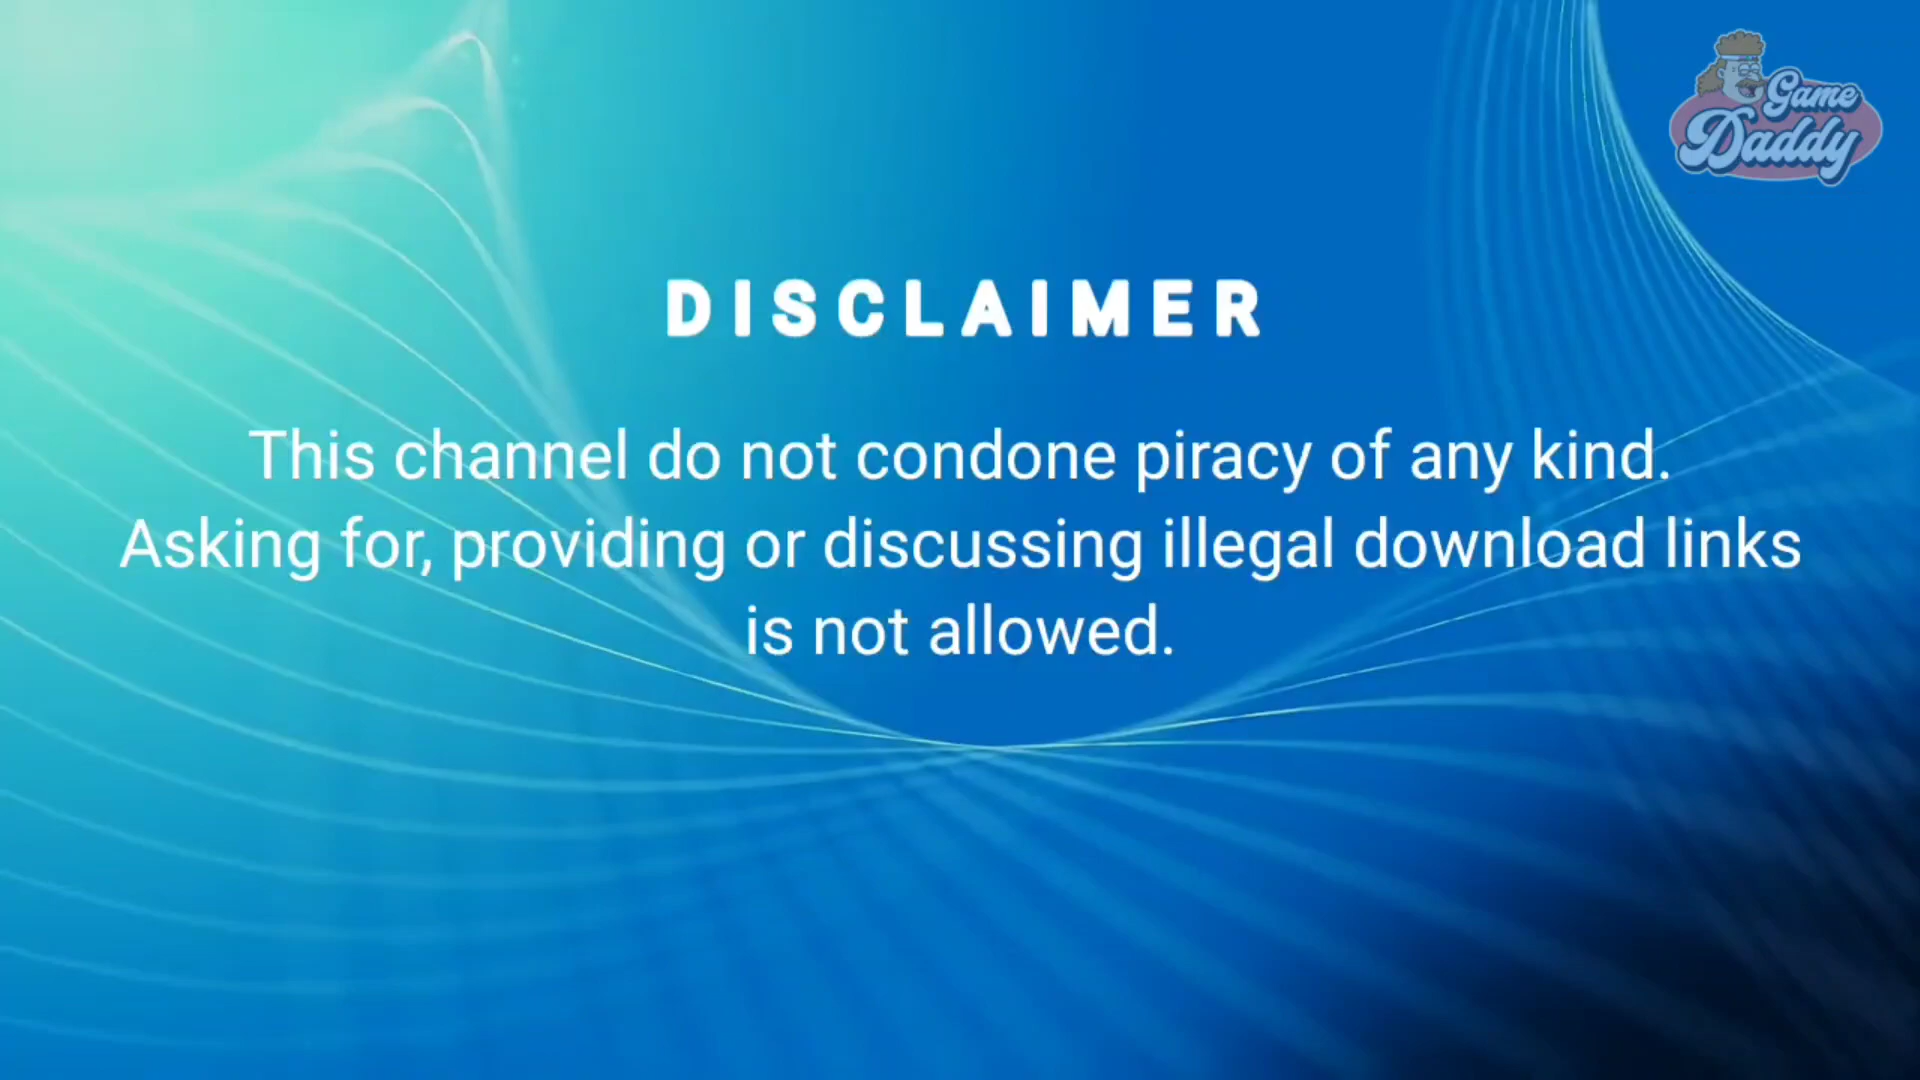 Game
Daddy
DISCLAIMER
This channel do not condone piracy of any kind.
Asking for, providing or discussing illegal download links
is not allowed.